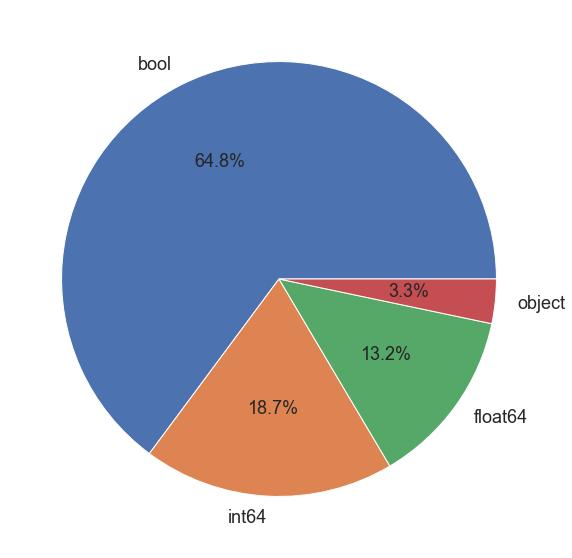 bool
64.8%
3.3%
object
13.2%
18.7%
float64
int64